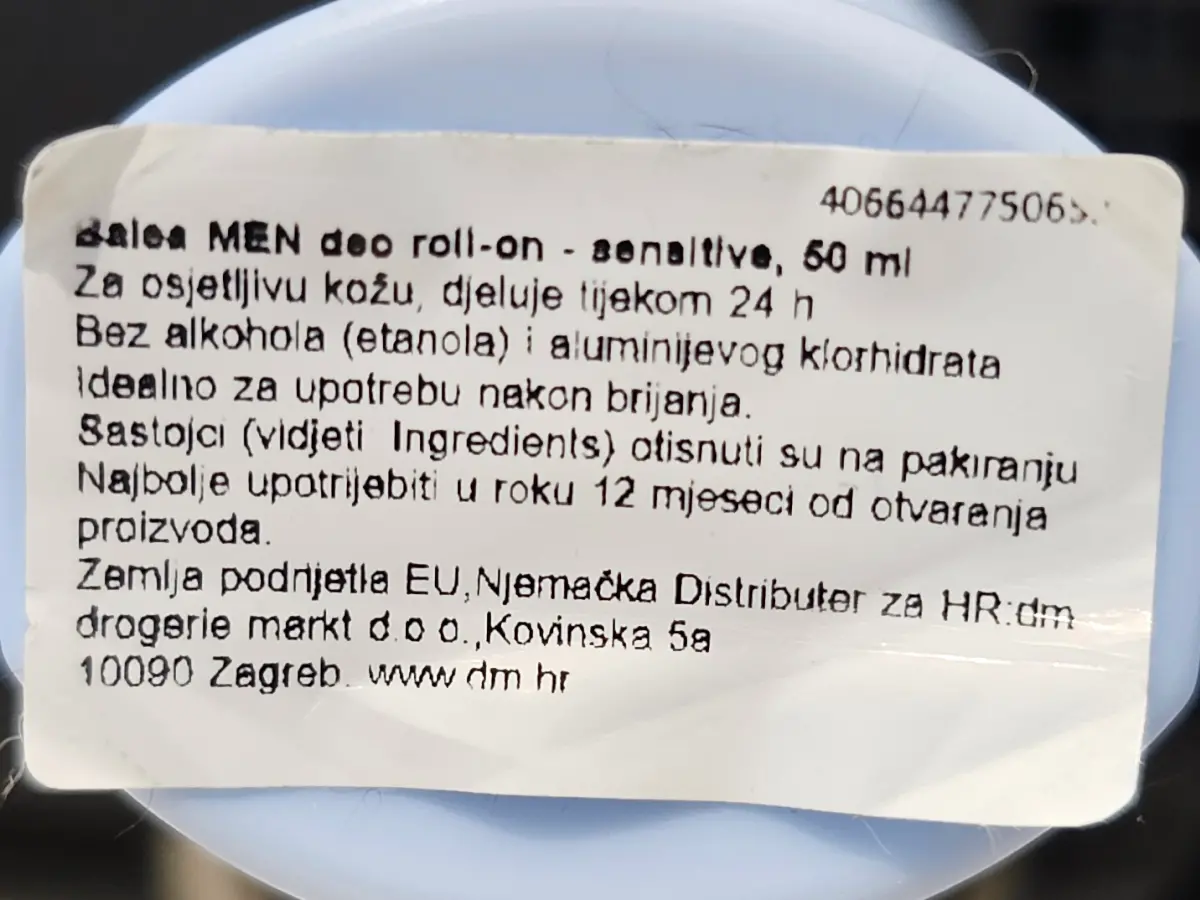 Balea MEN deo roll-on - sensitive, 50 ml
Za osjetljivu kožu, djeluje tijekom 24 h
Bez alkohola (etanola) i aluminijevog klorhidrata
Idealno za upotrebu nakon brijanja.
Sastojci (vidjeti Ingredients) otisnuti su na pakiranju
Najbolje upotrijebiti u roku 12 mjeseci od otvaranja
proizvoda.
Zemlja podrijetla EU,Njemačka Distributer za HR:dm
drogerie markt d.o.o.,Kovinska 5a
10090 Zagreb. www.dm.hr